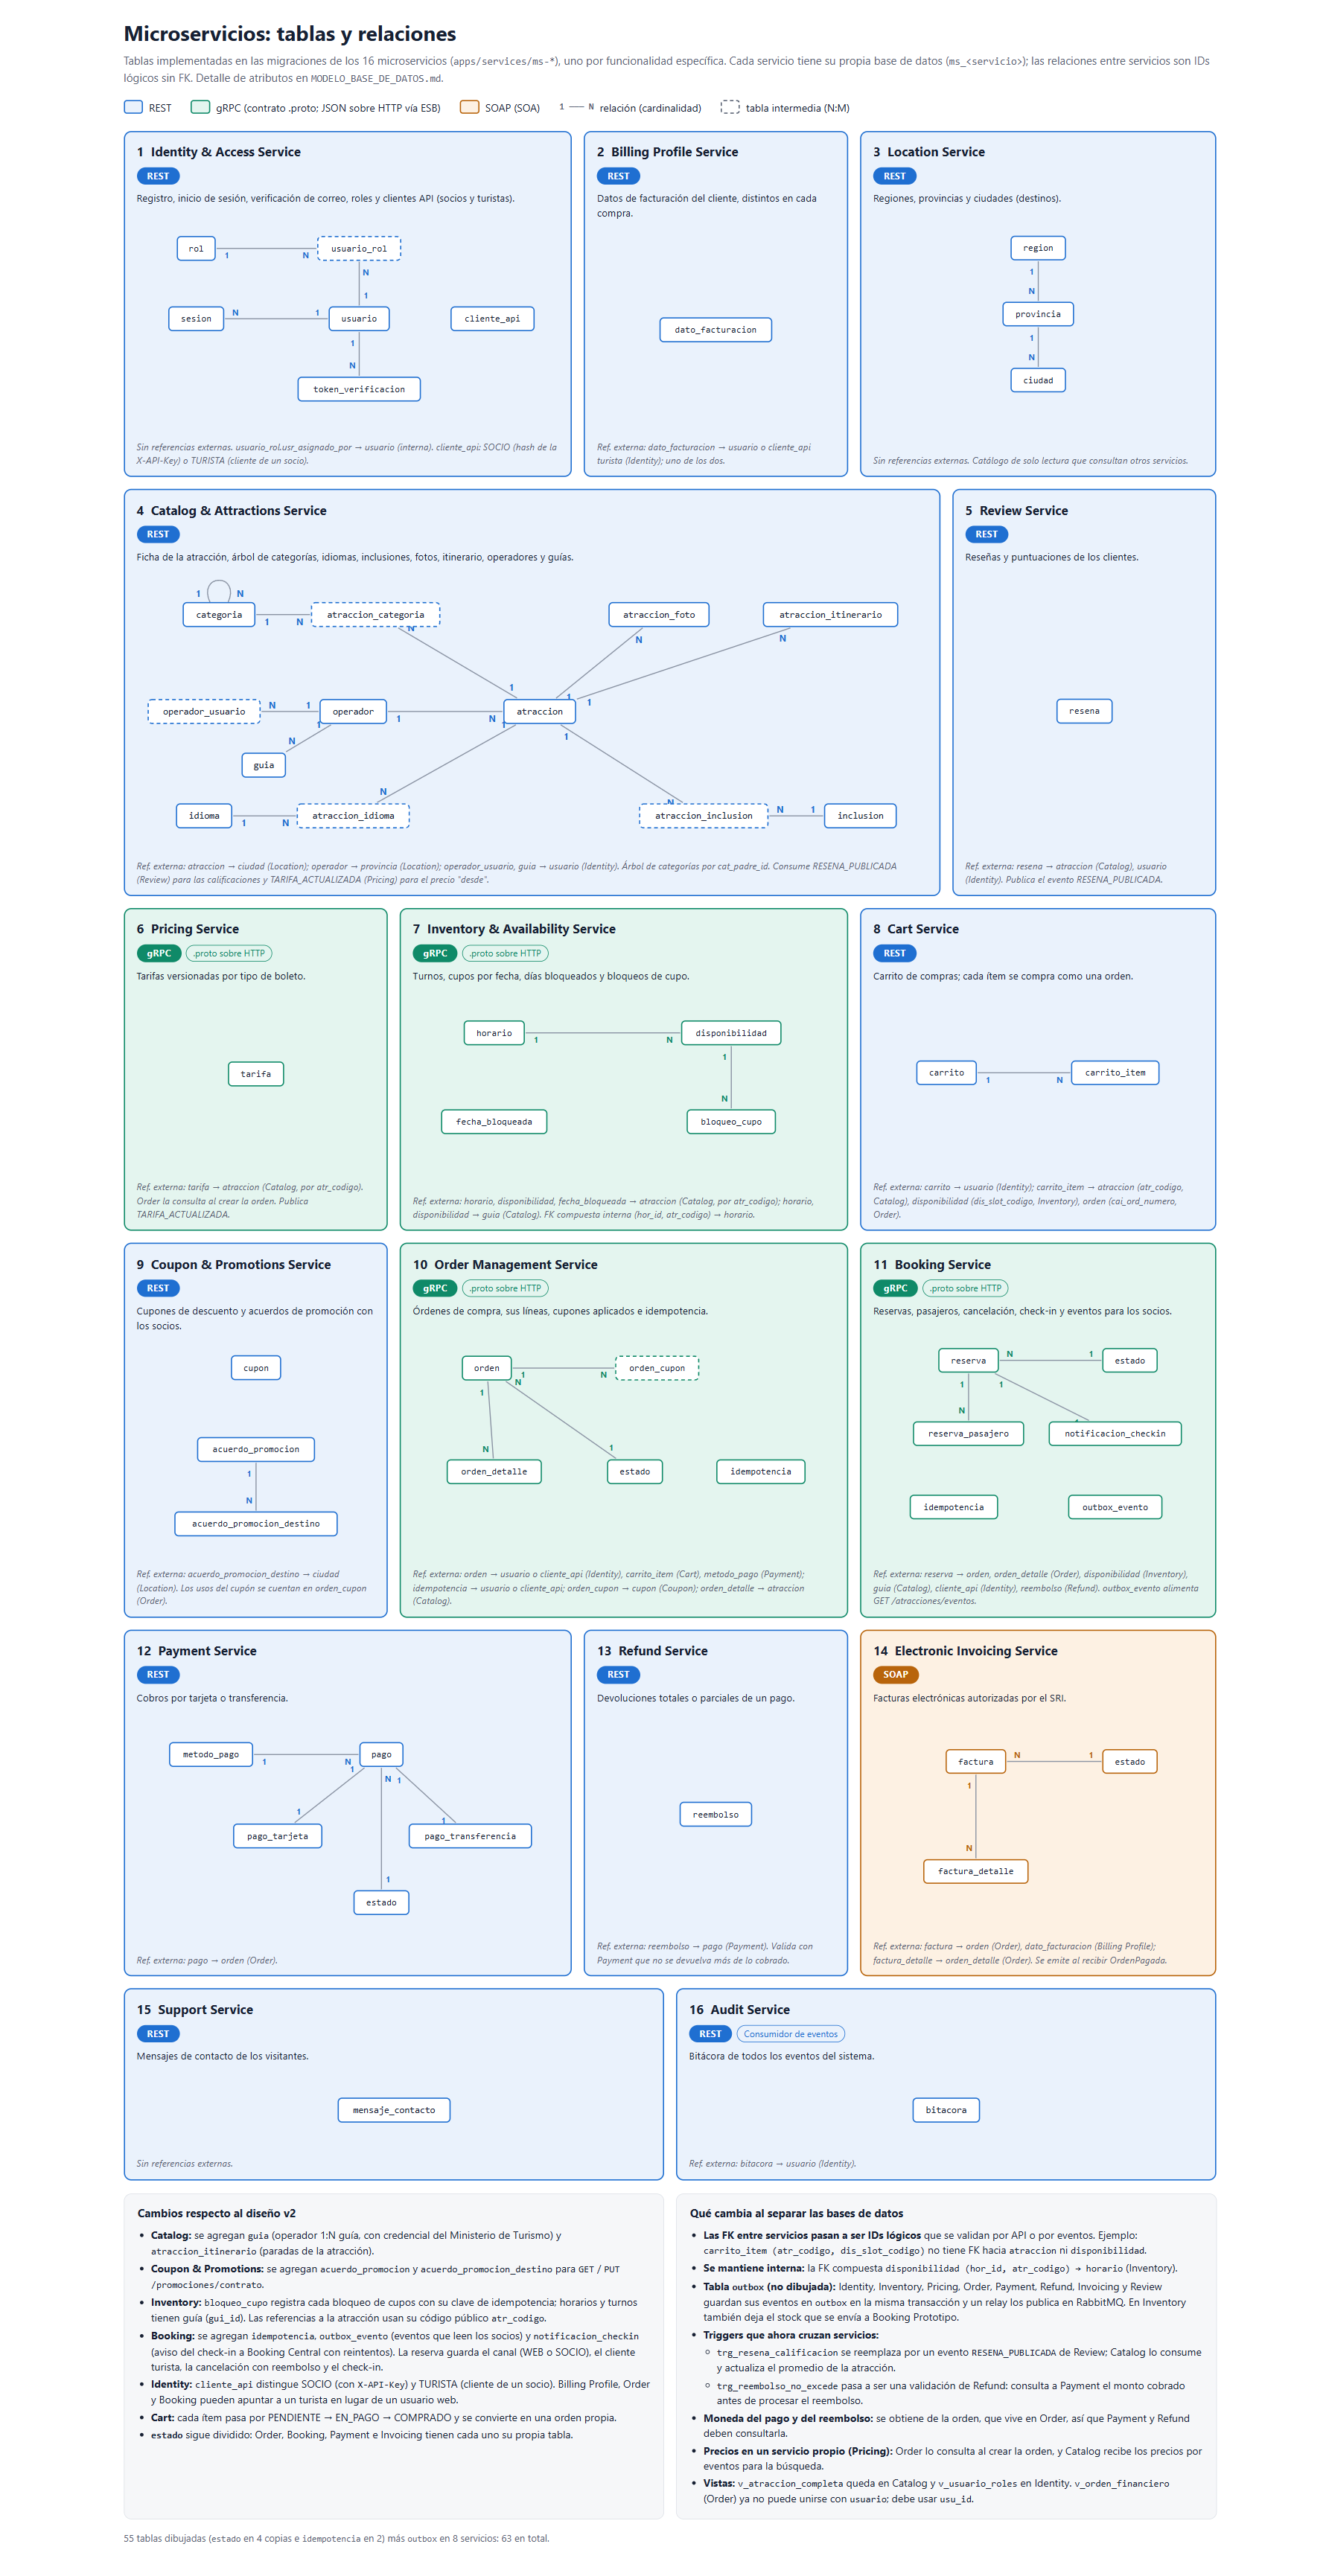 Microservicios: tablas y relaciones
Tablas implementadas en las migraciones de los 16 microservicios (apps/services/ms-*), uno por funcionalidad específica. Cada servicio tiene su propia base de datos (ms_<servicio>); las relaciones entre servicios son IDs
lógicos sin FK. Detalle de atributos en MODELO_BASE_DE_DATOS.md.
REST gRPC (contrato .proto; JSON sobre HTTP vía ESB) SOAP (SOA) 1 — N relación (cardinalidad) tabla intermedia (N:M)
1 Identity & Access Service
REST
Registro, inicio de sesión, verificación de correo, roles y clientes API (socios y turistas).
rol
1
N
usuario_rol
N
1
sesion
N
1
usuario
cliente_api
1
N
token_verificacion
Sin referencias externas. usuario_rol.usr_asignado_por → usuario (interna). cliente_api: SOCIO (hash de la
X-API-Key) o TURISTA (cliente de un socio).
2 Billing Profile Service
REST
Datos de facturación del cliente, distintos en cada
compra.
dato_facturacion
Ref. externa: dato_facturacion → usuario o cliente_api
turista (Identity); uno de los dos.
3 Location Service
REST
Regiones, provincias y ciudades (destinos).
region
1
N
provincia
1
N
ciudad
Sin referencias externas. Catálogo de solo lectura que consultan otros servicios.
4 Catalog & Attractions Service
REST
Ficha de la atracción, árbol de categorías, idiomas, inclusiones, fotos, itinerario, operadores y guías.
1
N
categoria
1
N
atraccion_categoria
N
atraccion_foto
N
atraccion_itinerario
N
1
1
1
operador_usuario
N
1
operador
1
N
atraccion
1
1
1
N
guia
N
N
idioma
1
N
atraccion_idioma
atraccion_inclusion
N
1
inclusion
Ref. externa: atraccion → ciudad (Location); operador → provincia (Location); operador_usuario, guia → usuario (Identity). Árbol de categorías por cat_padre_id. Consume RESENA_PUBLICADA
(Review) para las calificaciones y TARIFA_ACTUALIZADA (Pricing) para el precio "desde".
5 Review Service
REST
Reseñas y puntuaciones de los clientes.
resena
Ref. externa: resena → atraccion (Catalog), usuario
(Identity). Publica el evento RESENA_PUBLICADA.
6 Pricing Service
gRPC .proto sobre HTTP
Tarifas versionadas por tipo de boleto.
tarifa
Ref. externa: tarifa → atraccion (Catalog, por atr_codigo).
Order la consulta al crear la orden. Publica
TARIFA_ACTUALIZADA.
7 Inventory & Availability Service
gRPC .proto sobre HTTP
Turnos, cupos por fecha, días bloqueados y bloqueos de cupo.
horario
1
N
disponibilidad
1
N
fecha_bloqueada
bloqueo_cupo
Ref. externa: horario, disponibilidad, fecha_bloqueada → atraccion (Catalog, por atr_codigo); horario,
disponibilidad → guia (Catalog). FK compuesta interna (hor_id, atr_codigo) → horario.
8 Cart Service
REST
Carrito de compras; cada ítem se compra como una orden.
carrito
1
N
carrito_item
Ref. externa: carrito → usuario (Identity); carrito_item → atraccion (atr_codigo,
Catalog), disponibilidad (dis_slot_codigo, Inventory), orden (cai_ord_numero,
Order).
9 Coupon & Promotions Service
REST
Cupones de descuento y acuerdos de promoción con
los socios.
cupon
acuerdo_promocion
1
N
acuerdo_promocion_destino
Ref. externa: acuerdo_promocion_destino → ciudad
(Location). Los usos del cupón se cuentan en orden_cupon
(Order).
10 Order Management Service
gRPC .proto sobre HTTP
Órdenes de compra, sus líneas, cupones aplicados e idempotencia.
orden
1
N
orden_cupon
1
N
N
1
orden_detalle
estado
idempotencia
Ref. externa: orden → usuario o cliente_api (Identity), carrito_item (Cart), metodo_pago (Payment);
idempotencia → usuario o cliente_api; orden_cupon → cupon (Coupon); orden_detalle → atraccion
(Catalog).
11 Booking Service
gRPC .proto sobre HTTP
Reservas, pasajeros, cancelación, check-in y eventos para los socios.
reserva
N
1
estado
1
1
N
1
reserva_pasajero
notificacion_checkin
idempotencia
outbox_evento
Ref. externa: reserva → orden, orden_detalle (Order), disponibilidad (Inventory),
guia (Catalog), cliente_api (Identity), reembolso (Refund). outbox_evento alimenta
GET /atracciones/eventos.
12 Payment Service
REST
Cobros por tarjeta o transferencia.
metodo_pago
1
N
pago
1
N
1
1
1
pago_tarjeta
pago_transferencia
1
estado
Ref. externa: pago → orden (Order).
13 Refund Service
REST
Devoluciones totales o parciales de un pago.
reembolso
Ref. externa: reembolso → pago (Payment). Valida con
Payment que no se devuelva más de lo cobrado.
14 Electronic Invoicing Service
SOAP
Facturas electrónicas autorizadas por el SRI.
factura
N
1
estado
1
N
factura_detalle
Ref. externa: factura → orden (Order), dato_facturacion (Billing Profile);
factura_detalle → orden_detalle (Order). Se emite al recibir OrdenPagada.
15 Support Service
REST
Mensajes de contacto de los visitantes.
mensaje_contacto
Sin referencias externas.
16 Audit Service
REST Consumidor de eventos
Bitácora de todos los eventos del sistema.
bitacora
Ref. externa: bitacora → usuario (Identity).
Cambios respecto al diseño v2
• Catalog: se agregan guia (operador 1:N guía, con credencial del Ministerio de Turismo) y
atraccion_itinerario (paradas de la atracción).
• Coupon & Promotions: se agregan acuerdo_promocion y acuerdo_promocion_destino para GET / PUT
/promociones/contrato.
• Inventory: bloqueo_cupo registra cada bloqueo de cupos con su clave de idempotencia; horarios y turnos
tienen guía (gui_id). Las referencias a la atracción usan su código público atr_codigo.
• Booking: se agregan idempotencia, outbox_evento (eventos que leen los socios) y notificacion_checkin
(aviso del check-in a Booking Central con reintentos). La reserva guarda el canal (WEB o SOCIO), el cliente
turista, la cancelación con reembolso y el check-in.
• Identity: cliente_api distingue SOCIO (con X-API-Key) y TURISTA (cliente de un socio). Billing Profile, Order
y Booking pueden apuntar a un turista en lugar de un usuario web.
• Cart: cada ítem pasa por PENDIENTE → EN_PAGO → COMPRADO y se convierte en una orden propia.
• estado sigue dividido: Order, Booking, Payment e Invoicing tienen cada uno su propia tabla.
Qué cambia al separar las bases de datos
• Las FK entre servicios pasan a ser IDs lógicos que se validan por API o por eventos. Ejemplo:
carrito_item (atr_codigo, dis_slot_codigo) no tiene FK hacia atraccion ni disponibilidad.
• Se mantiene interna: la FK compuesta disponibilidad (hor_id, atr_codigo) → horario (Inventory).
• Tabla outbox (no dibujada): Identity, Inventory, Pricing, Order, Payment, Refund, Invoicing y Review
guardan sus eventos en outbox en la misma transacción y un relay los publica en RabbitMQ. En Inventory
también deja el stock que se envía a Booking Prototipo.
• Triggers que ahora cruzan servicios:
◦ trg_resena_calificacion se reemplaza por un evento RESENA_PUBLICADA de Review; Catalog lo consume
y actualiza el promedio de la atracción.
◦ trg_reembolso_no_excede pasa a ser una validación de Refund: consulta a Payment el monto cobrado
antes de procesar el reembolso.
• Moneda del pago y del reembolso: se obtiene de la orden, que vive en Order, así que Payment y Refund
deben consultarla.
• Precios en un servicio propio (Pricing): Order lo consulta al crear la orden, y Catalog recibe los precios por
eventos para la búsqueda.
• Vistas: v_atraccion_completa queda en Catalog y v_usuario_roles en Identity. v_orden_financiero
(Order) ya no puede unirse con usuario; debe usar usu_id.
55 tablas dibujadas (estado en 4 copias e idempotencia en 2) más outbox en 8 servicios: 63 en total.